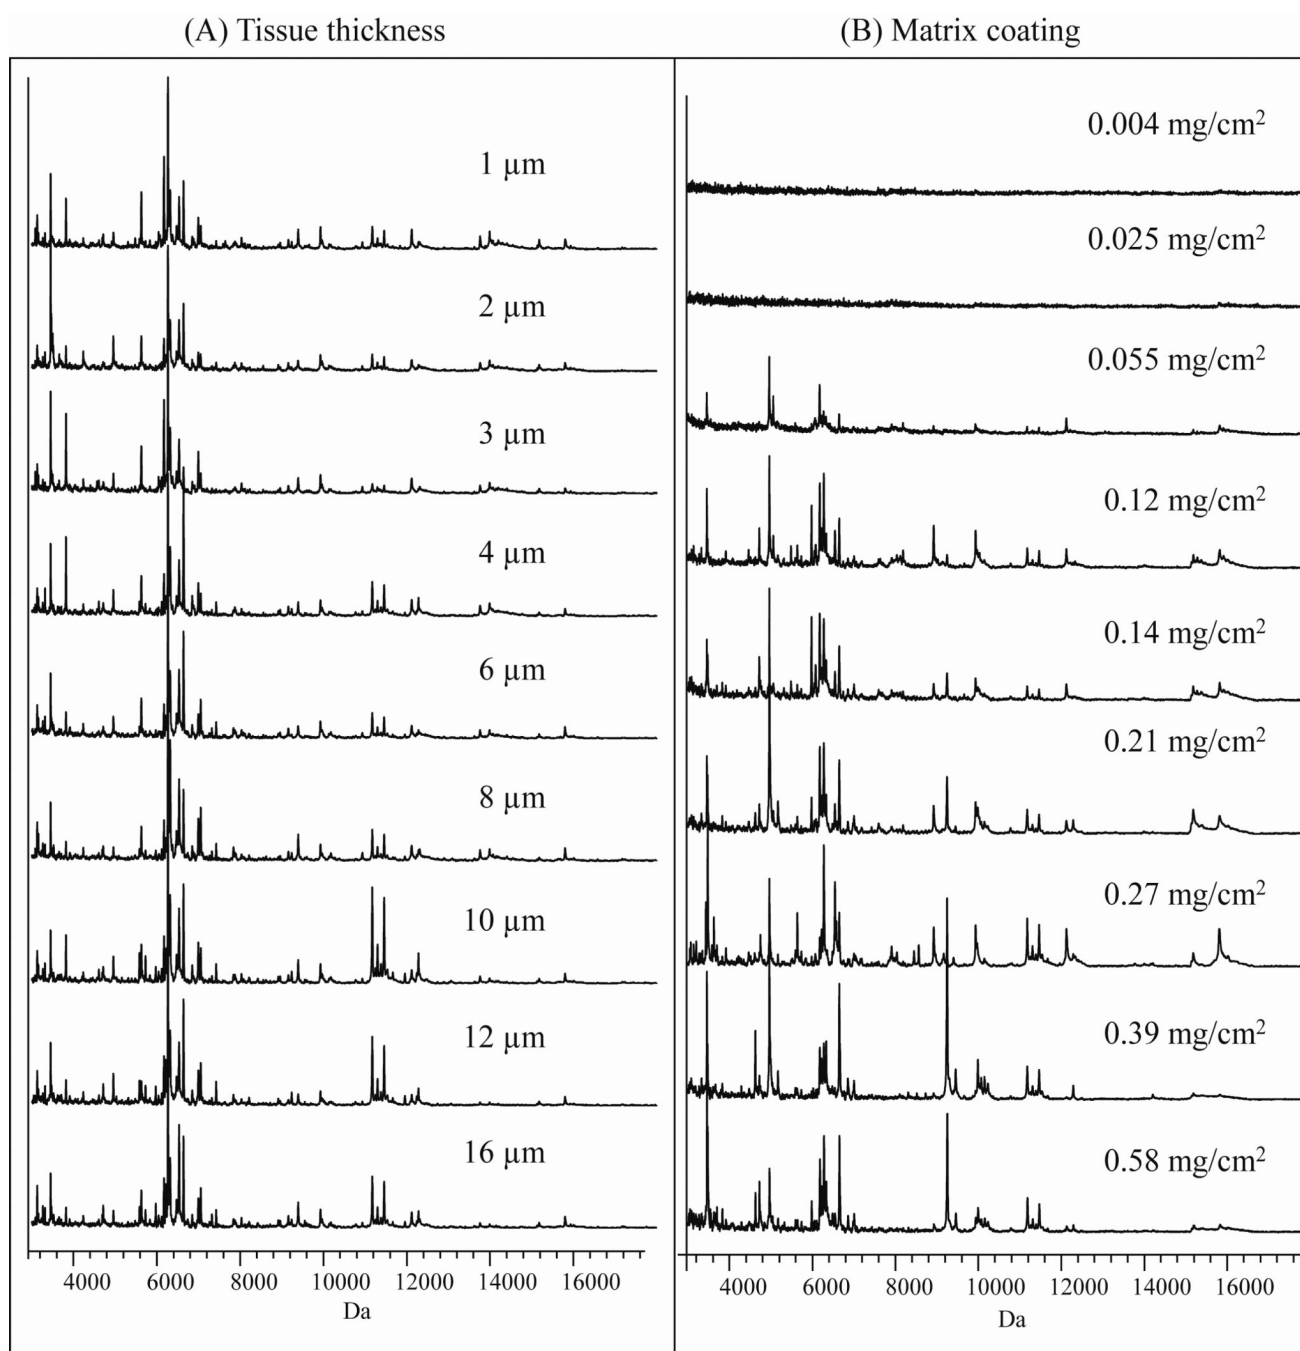 (A) Tissue thickness
1 µm
2 µm
3 µm
4 µm
6 µm
8 µm
10 µm
12 µm
16 µm
4000 6000 8000 10000 12000 14000 16000
Da
(B) Matrix coating
0.004 mg/cm²
0.025 mg/cm²
0.055 mg/cm²
0.12 mg/cm²
0.14 mg/cm²
0.21 mg/cm²
0.27 mg/cm²
0.39 mg/cm²
0.58 mg/cm²
4000 6000 8000 10000 12000 14000 16000
Da